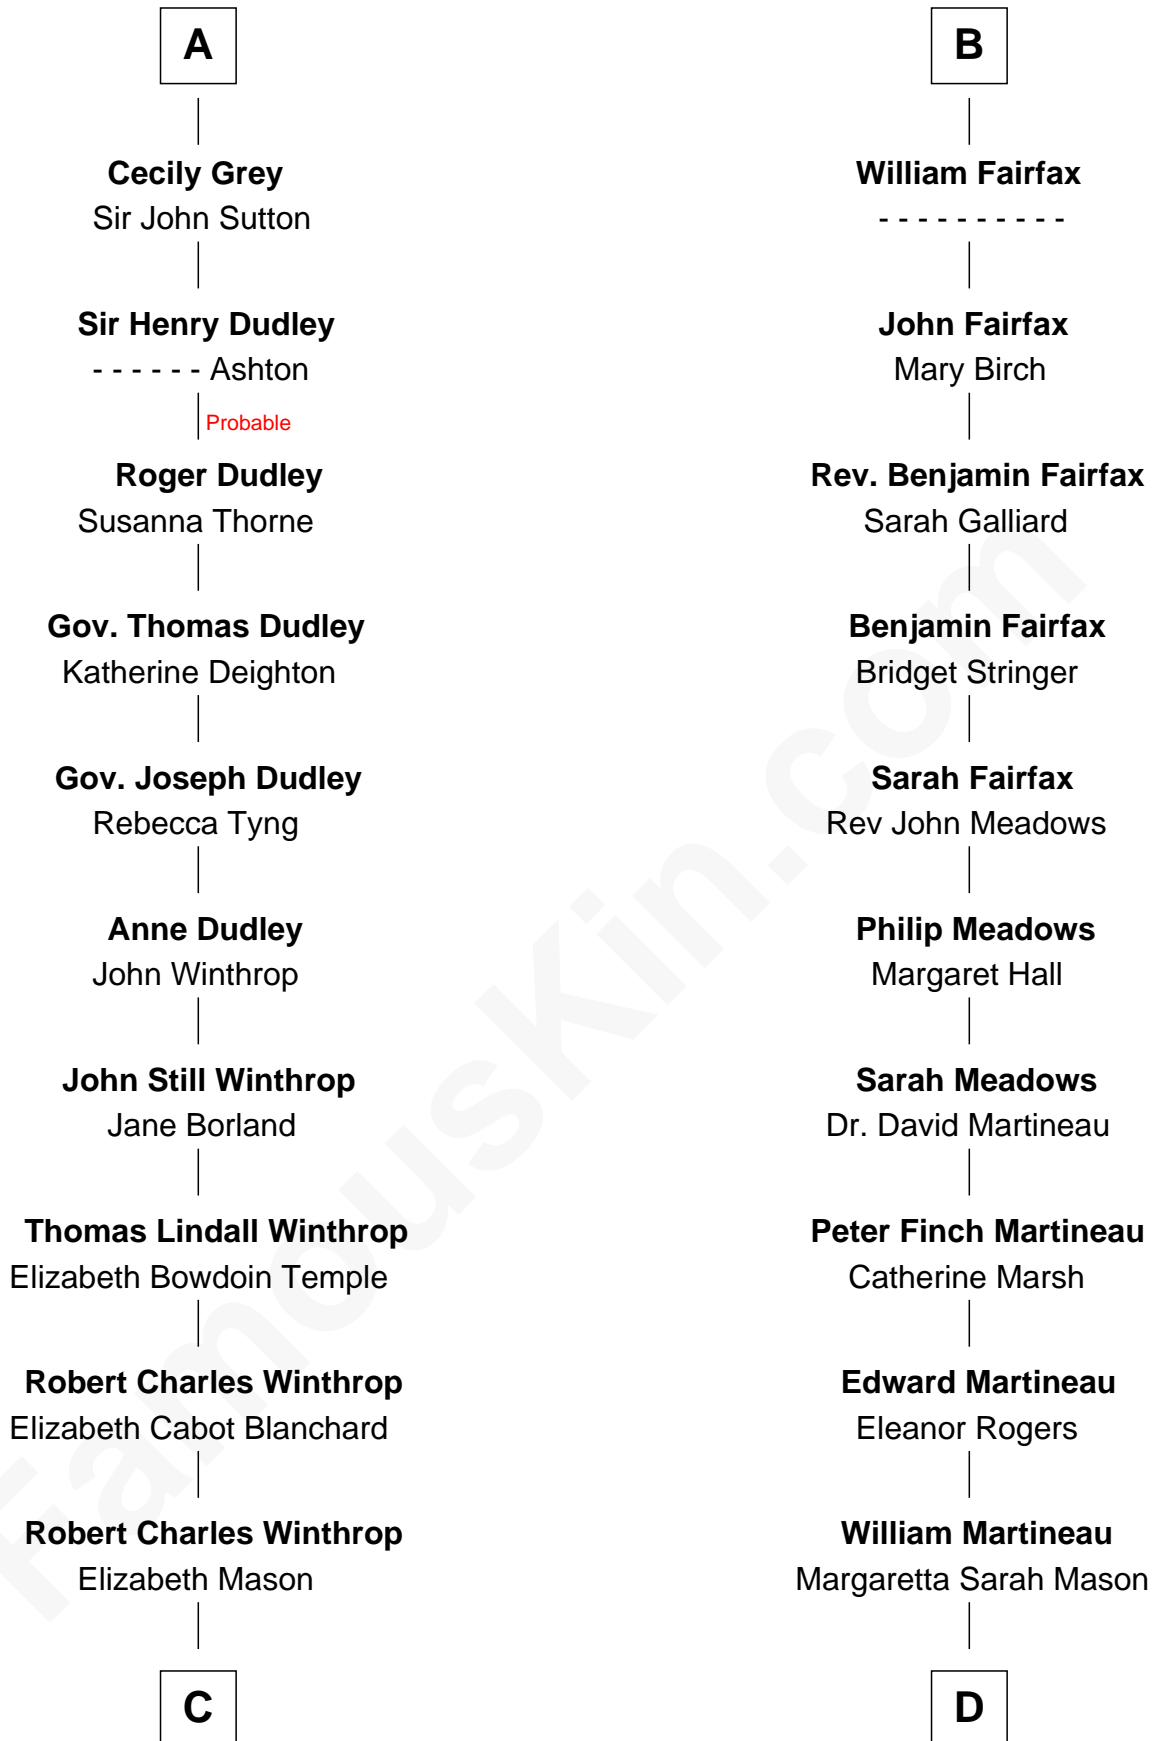 A
Cecily Grey
Sir John Sutton
Sir Henry Dudley
- - - - - - Ashton
Probable
Roger Dudley
Susanna Thorne
Gov. Thomas Dudley
Katherine Deighton
Gov. Joseph Dudley
Rebecca Tyng
Anne Dudley
John Winthrop
John Still Winthrop
Jane Borland
Thomas Lindall Winthrop
Elizabeth Bowdoin Temple
Robert Charles Winthrop
Elizabeth Cabot Blanchard
Robert Charles Winthrop
Elizabeth Mason
C
B
William Fairfax
- - - - - - - - - -
John Fairfax
Mary Birch
Rev. Benjamin Fairfax
Sarah Galliard
Benjamin Fairfax
Bridget Stringer
Sarah Fairfax
Rev John Meadows
Philip Meadows
Margaret Hall
Sarah Meadows
Dr. David Martineau
Peter Finch Martineau
Catherine Marsh
Edward Martineau
Eleanor Rogers
William Martineau
Margaretta Sarah Mason
D
FamousKin.com